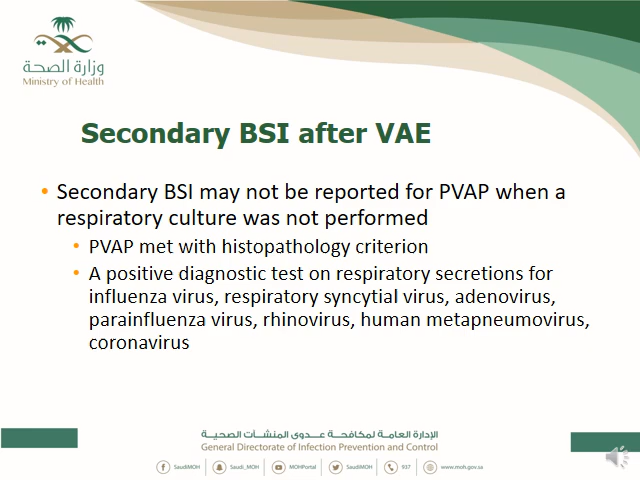 وزارة الصحة
Ministry of Health
Secondary BSI after VAE
• Secondary BSI may not be reported for PVAP when a
respiratory culture was not performed
• PVAP met with histopathology criterion
• A positive diagnostic test on respiratory secretions for
influenza virus, respiratory syncytial virus, adenovirus,
parainfluenza virus, rhinovirus, human metapneumovirus,
coronavirus
الإدارة العامة لمكافحة عدوى المنشآت الصحية
General Directorate of Infection Prevention and Control
SaudiMOH Saudi_MOH MOHPortal SaudiMOH 937 www.moh.gov.sa